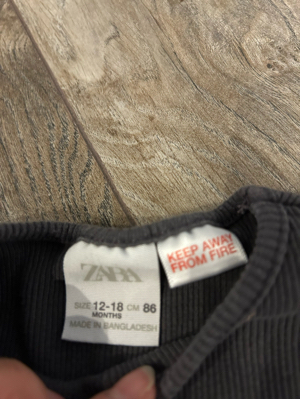 ZARA
SIZE 12-18 CM 86
MONTHS
MADE IN BANGLADESH
KEEP AWAY
FROM FIRE